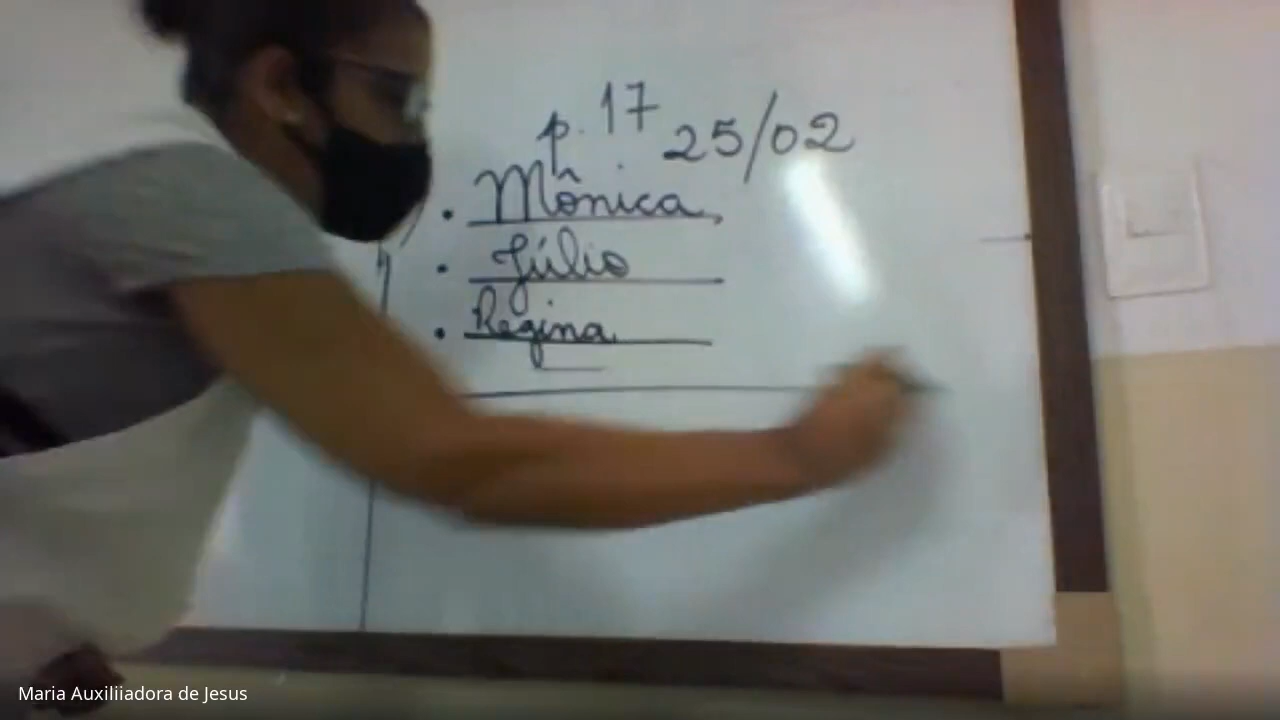 p. 17 25/02
. Mônica,
. Júlio
. Regina
Maria Auxiliiadora de Jesus